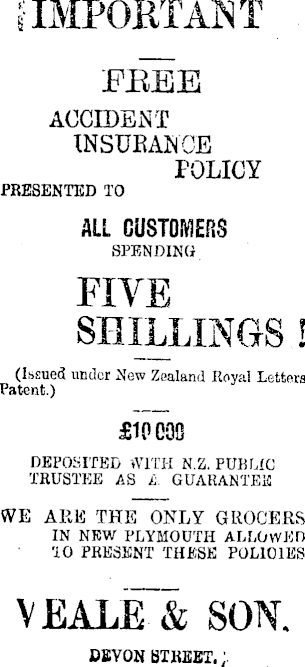 IMPORTANT
FREE
ACCIDENT
INSURANCE
POLICY
PRESENTED TO
ALL CUSTOMERS
SPENDING
FIVE
SHILLINGS !
(Issued under New Zealand Royal Letters
Patent.)
£10 000
DEPOSITED WITH N.Z. PUBLIC
TRUSTEE AS A GUARANTEE
WE ARE THE ONLY GROCERS
IN NEW PLYMOUTH ALLOWED
TO PRESENT THESE POLICIES
VEALE & SON.
DEVON STREET.